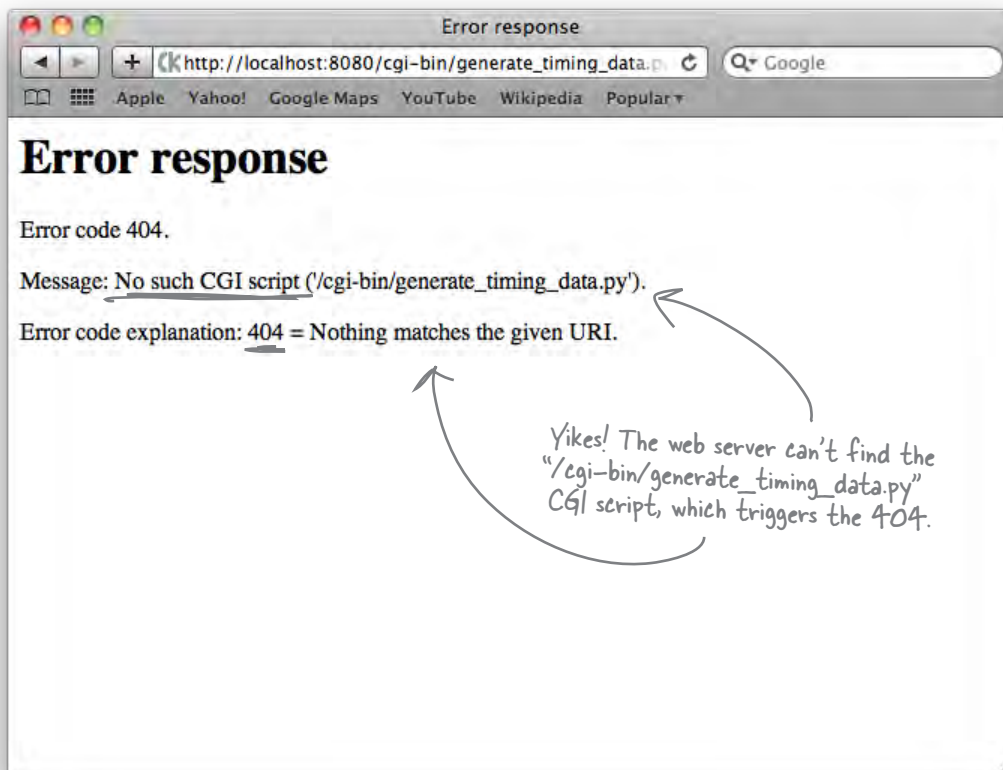 Error response
http://localhost:8080/cgi-bin/generate_timing_data.p
Google
Apple Yahoo! Google Maps YouTube Wikipedia Popular
Error response
Error code 404.
Message: No such CGI script ('/cgi-bin/generate_timing_data.py').
Error code explanation: 404 = Nothing matches the given URI.
Yikes! The web server can't find the
"/cgi-bin/generate_timing_data.py"
CGI script, which triggers the 404.